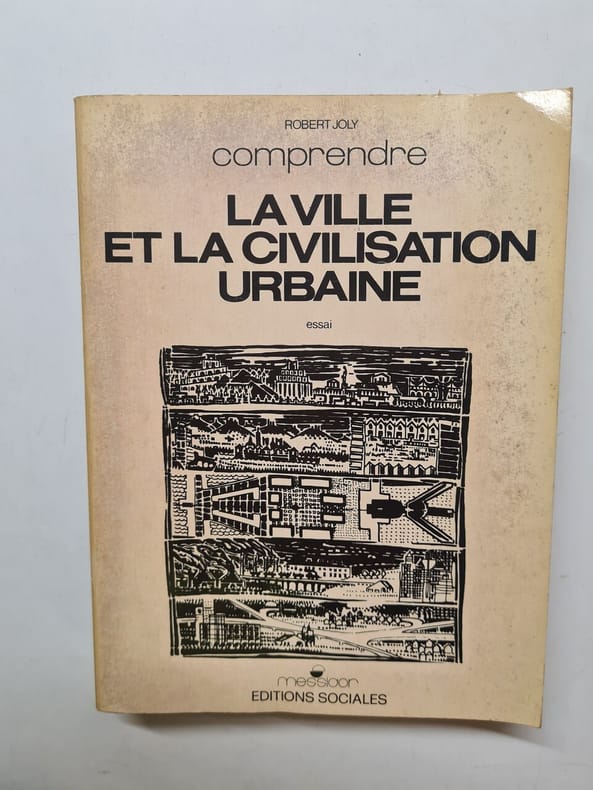 ROBERT JOLY
comprendre
LA VILLE
ET LA CIVILISATION
URBAINE
essai
messidor
EDITIONS SOCIALES